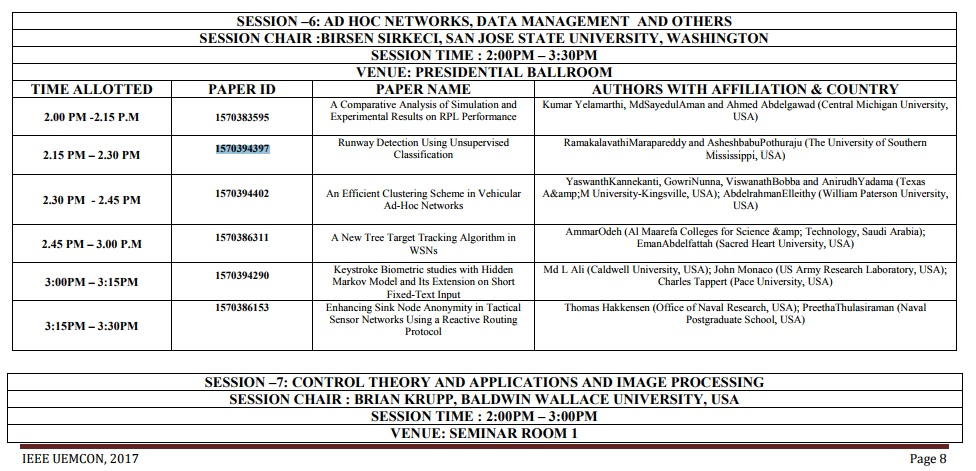 SESSION –6: AD HOC NETWORKS, DATA MANAGEMENT AND OTHERS
SESSION CHAIR :BIRSEN SIRKECI, SAN JOSE STATE UNIVERSITY, WASHINGTON
SESSION TIME : 2:00PM – 3:30PM
VENUE: PRESIDENTIAL BALLROOM
TIME ALLOTTED PAPER ID PAPER NAME AUTHORS WITH AFFILIATION & COUNTRY
2.00 PM -2.15 P.M
1570383595
A Comparative Analysis of Simulation and
Experimental Results on RPL Performance
Kumar Yelamarthi, MdSayedulAman and Ahmed Abdelgawad (Central Michigan University,
USA)
2.15 PM – 2.30 PM
1570394397
Runway Detection Using Unsupervised
Classification
RamakalavathiMarapareddy and AsheshbabuPothuraju (The University of Southern
Mississippi, USA)
2.30 PM - 2.45 PM
1570394402
An Efficient Clustering Scheme in Vehicular
Ad-Hoc Networks
YaswanthKannekanti, GowriNunna, ViswanathBobba and AnirudhYadama (Texas
A&amp;M University-Kingsville, USA); AbdelrahmanElleithy (William Paterson University,
USA)
2.45 PM – 3.00 P.M
1570386311
A New Tree Target Tracking Algorithm in
WSNs
AmmarOdeh (Al Maarefa Colleges for Science &amp; Technology, Saudi Arabia);
EmanAbdelfattah (Sacred Heart University, USA)
3:00PM – 3:15PM
1570394290
Keystroke Biometric studies with Hidden
Markov Model and Its Extension on Short
Fixed-Text Input
Md L Ali (Caldwell University, USA); John Monaco (US Army Research Laboratory, USA);
Charles Tappert (Pace University, USA)
3:15PM – 3:30PM
1570386153
Enhancing Sink Node Anonymity in Tactical
Sensor Networks Using a Reactive Routing
Protocol
Thomas Hakkensen (Office of Naval Research, USA); PreethaThulasiraman (Naval
Postgraduate School, USA)
SESSION –7: CONTROL THEORY AND APPLICATIONS AND IMAGE PROCESSING
SESSION CHAIR : BRIAN KRUPP, BALDWIN WALLACE UNIVERSITY, USA
SESSION TIME : 2:00PM – 3:00PM
VENUE: SEMINAR ROOM 1
IEEE UEMCON, 2017 Page 8